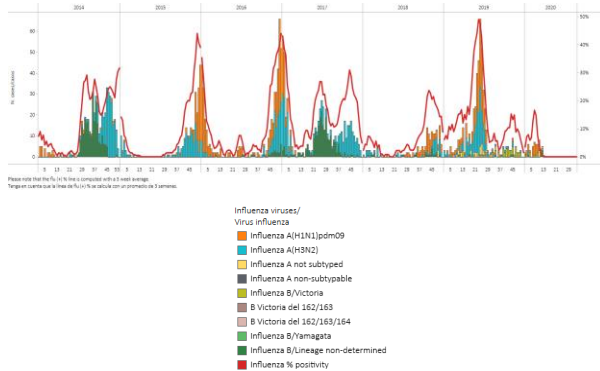 2014 2015 2016 2017 2018 2019 2020
60 50%
50 40%
40 30%
30
20 20%
10 10%
0 0%
Please note that the flu (+) % line is computed with a 3 week average.
Tenga en cuenta que la línea de flu (+) % se calcula con un promedio de 3 semanas.
Influenza viruses/
Virus influenza
Influenza A(H1N1)pdm09
Influenza A(H3N2)
Influenza A not subtyped
Influenza A non-subtypable
Influenza B/Victoria
B Victoria del 162/163
B Victoria del 162/163/164
Influenza B/Yamagata
Influenza B/Lineage non-determined
Influenza % positivity